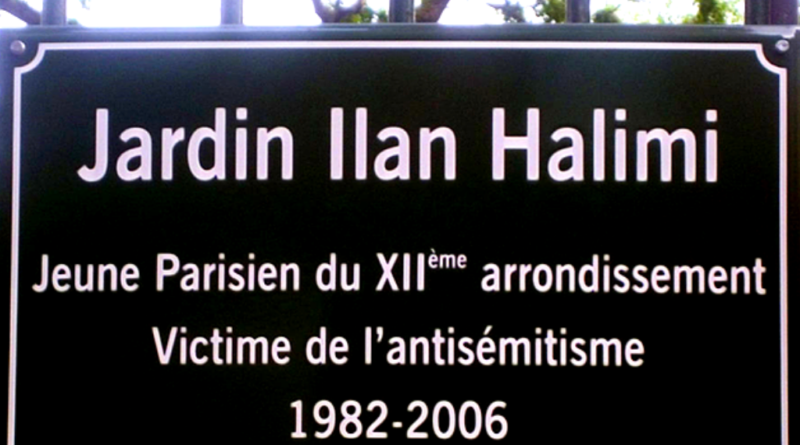 Jardin Ilan Halimi
Jeune Parisien du XIIème arrondissement
Victime de l’antisémitisme
1982-2006